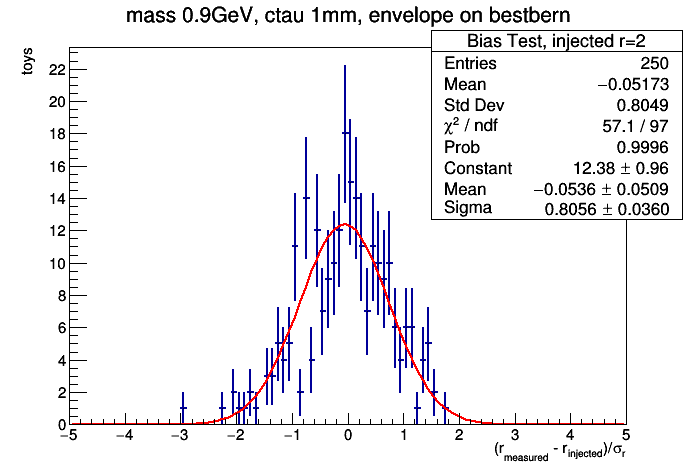 mass 0.9GeV, ctau 1mm, envelope on bestbern
toys
Bias Test, injected r=2
Entries 250
Mean −0.05173
Std Dev 0.8049
χ² / ndf 57.1 / 97
Prob 0.9996
Constant 12.38 ± 0.96
Mean −0.0536 ± 0.0509
Sigma 0.8056 ± 0.0360
22
20
18
16
14
12
10
8
6
4
2
0
−5 −4 −3 −2 −1 0 1 2 3 4 5
(r_measured - r_injected)/σ_r